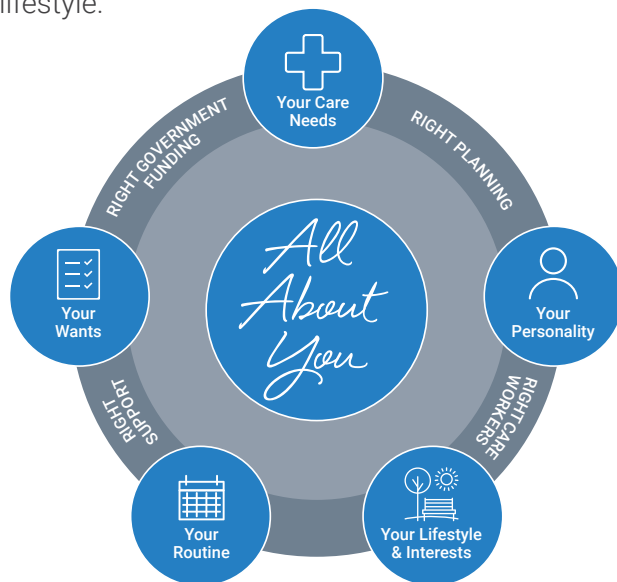 lifestyle.
Your Care
Needs
RIGHT GOVERNMENT
FUNDING
RIGHT PLANNING
All
About
You
Your
Wants
Your
Personality
RIGHT
SUPPORT
RIGHT CARE
WORKERS
Your
Routine
Your Lifestyle
& Interests